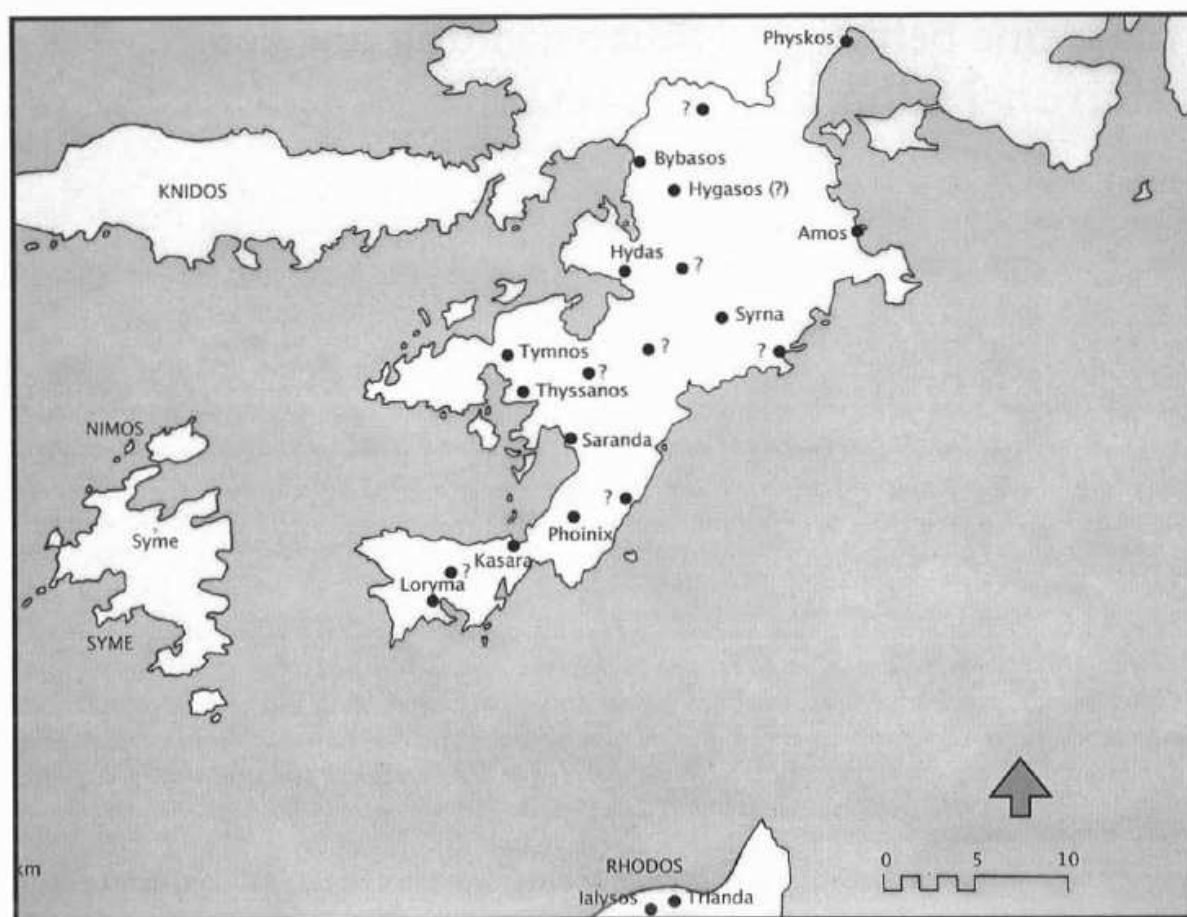 Physkos
?
Bybasos
KNIDOS
Hygasos (?)
Amos
Hydas
?
Syrna
Tymnos
?
?
?
Thyssanos
NIMOS
Saranda
?
Syme
Phoinix
Kasara
?
Loryma
SYME
RHODOS
km
0 5 10
Ialysos
Trianda